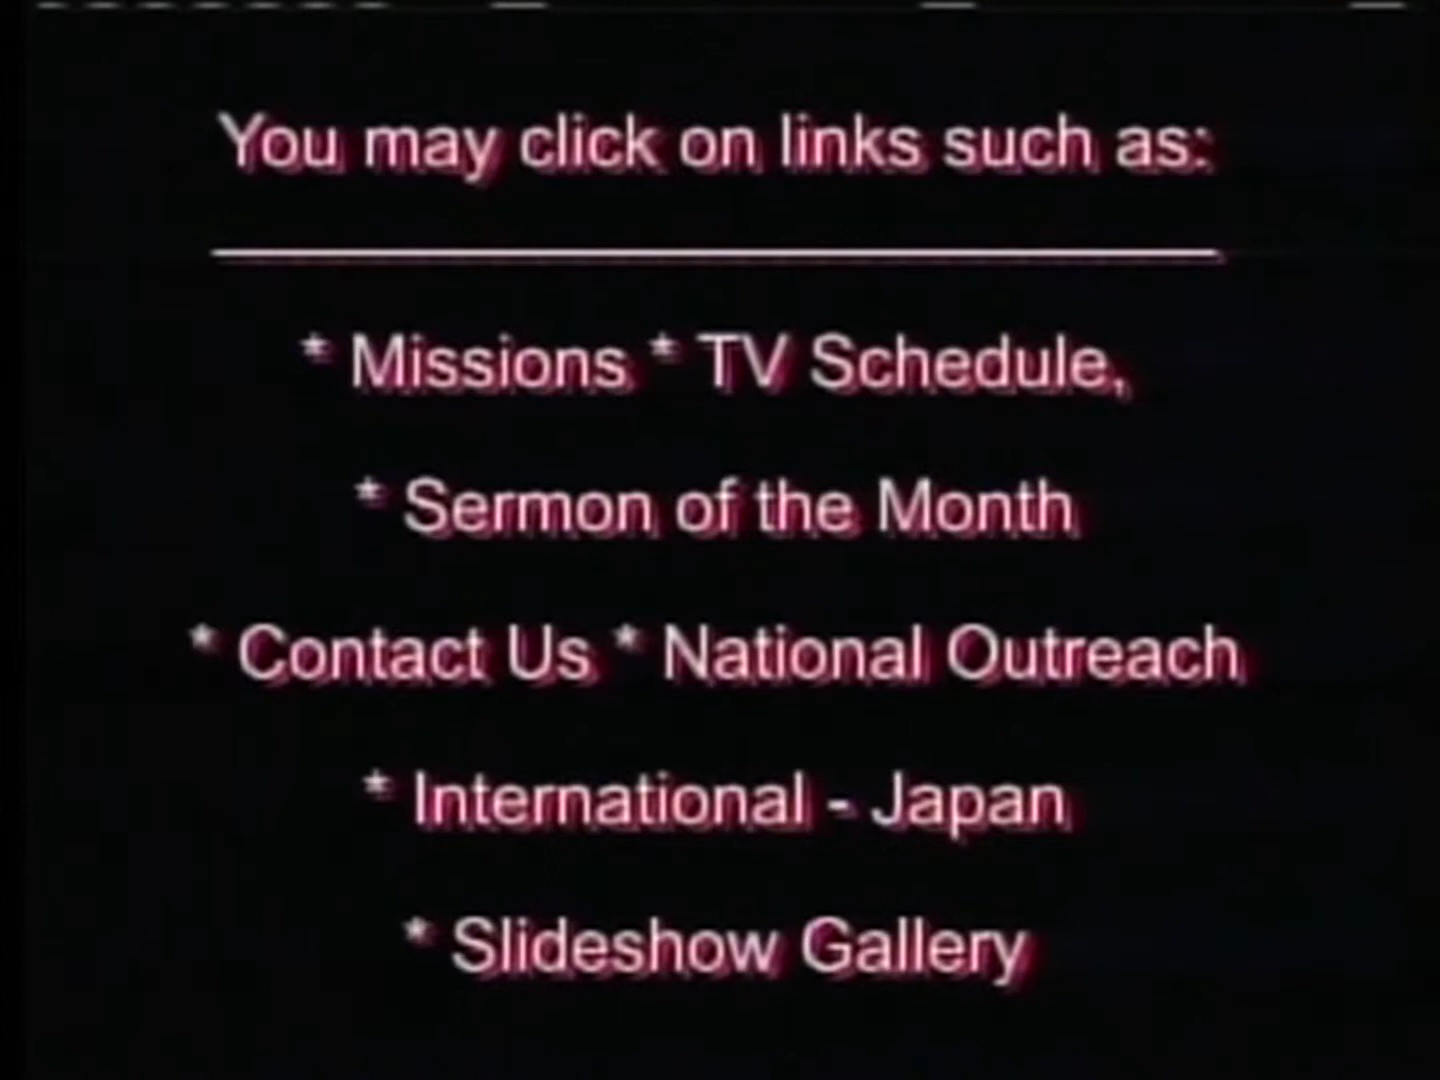 You may click on links such as:
* Missions * TV Schedule,
* Sermon of the Month
* Contact Us * National Outreach
* International - Japan
* Slideshow Gallery